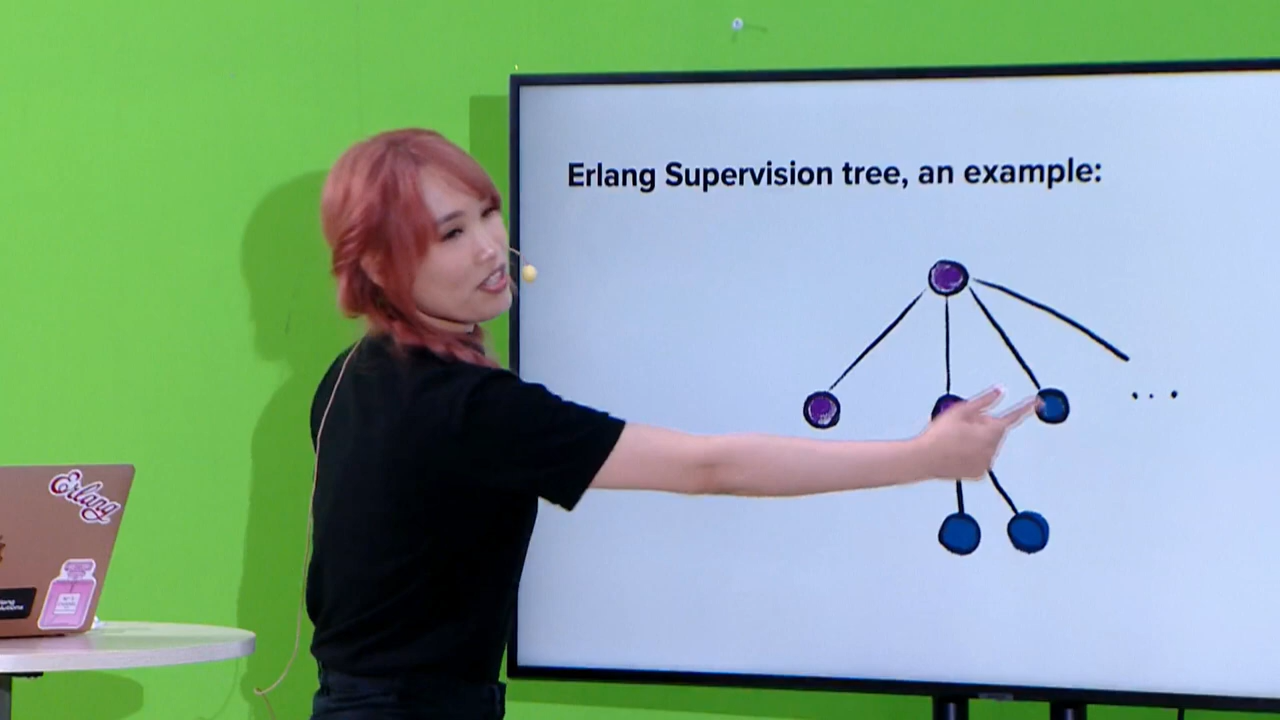 Erlang Supervision tree, an example:
. . .
Erlang